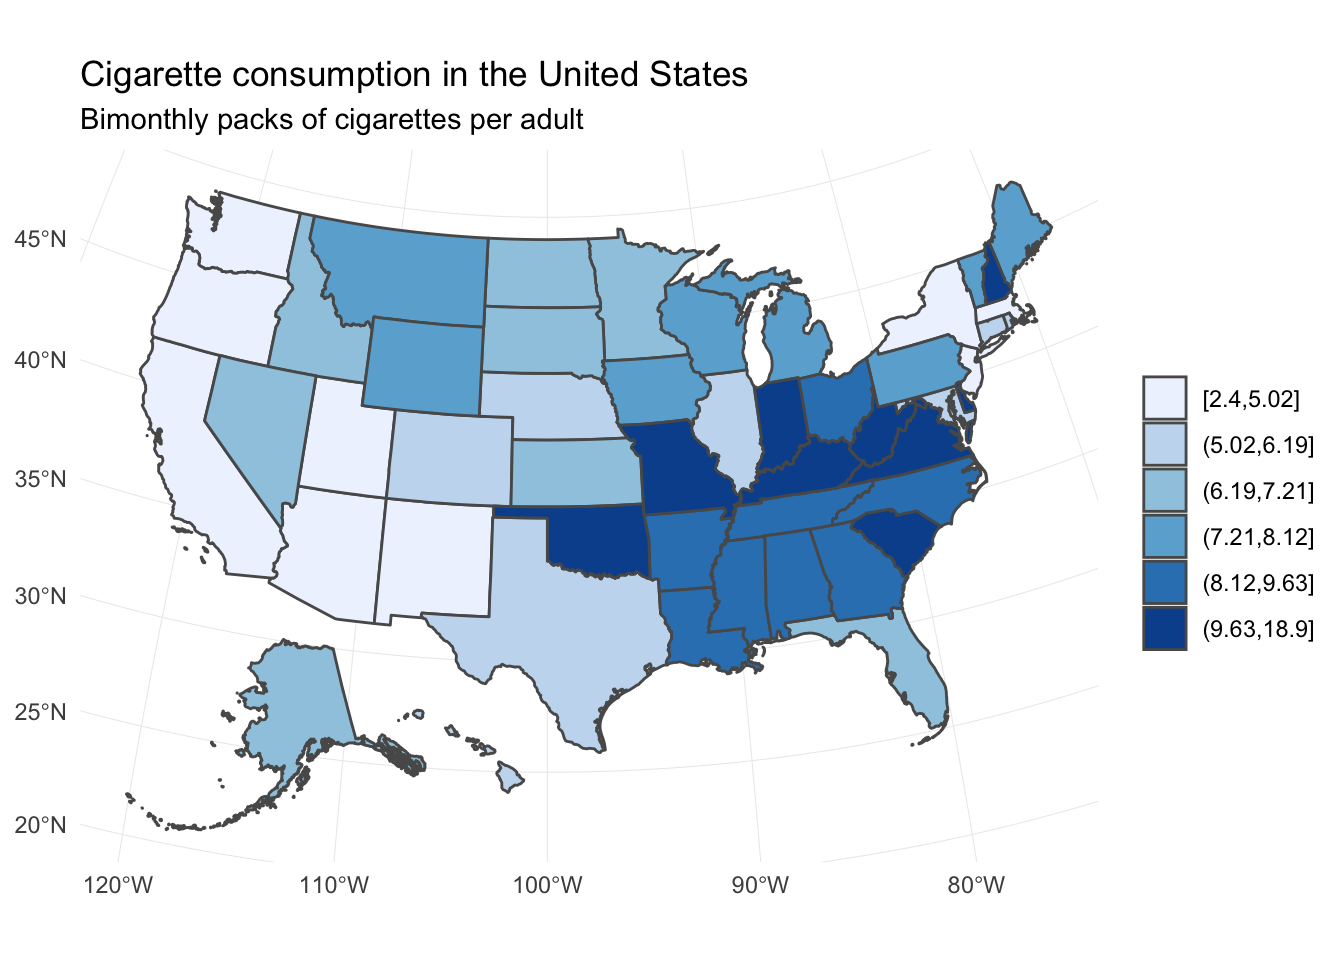 Cigarette consumption in the United States
Bimonthly packs of cigarettes per adult
45°N
40°N
35°N
30°N
25°N
20°N
120°W
110°W
100°W
90°W
80°W
[2.4,5.02]
(5.02,6.19]
(6.19,7.21]
(7.21,8.12]
(8.12,9.63]
(9.63,18.9]